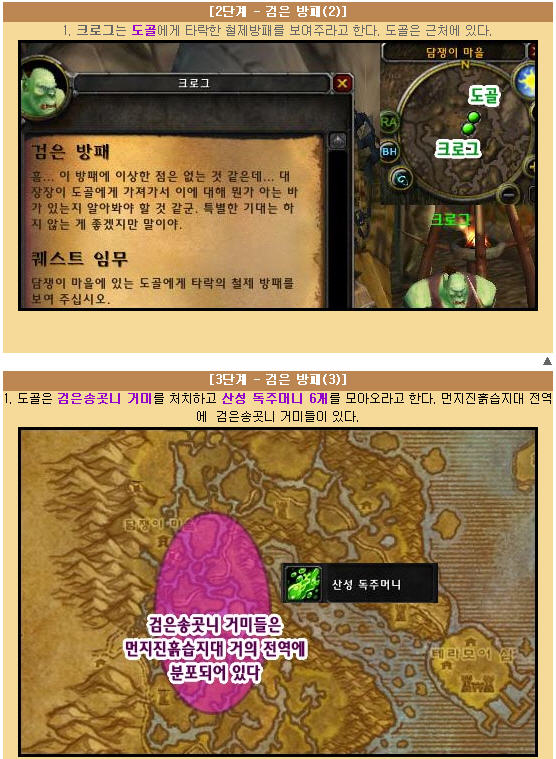 [2단계 - 검은 방패(2)]
1. 크로그는 도골에게 타락한 철제방패를 보여주라고 한다. 도골은 근처에 있다.
크로그
검은 방패
흠... 이 방패에 이상한 점은 없는 것 같은데... 대
장장이 도골에게 가져가서 이에 대해 뭔가 아는 바
가 있는지 알아봐야 할 것 같군. 특별한 기대는 하
지 않는 게 좋겠지만 말이야.
퀘스트 임무
담쟁이 마을에 있는 도골에게 타락의 철제 방패를
보여 주십시오.
담쟁이 마을
N
도골
RA
크로그
BH
크로그
[3단계 - 검은 방패(3)]
1. 도골은 검은송곳니 거미를 처치하고 산성 독주머니 6개를 모아오라고 한다. 먼지진흙습지대 전역
에 검은송곳니 거미들이 있다.
담쟁이 마을
산성 독주머니
검은송곳니 거미들은
먼지진흙습지대 거의 전역에
분포되어 있다
테라모어 섬